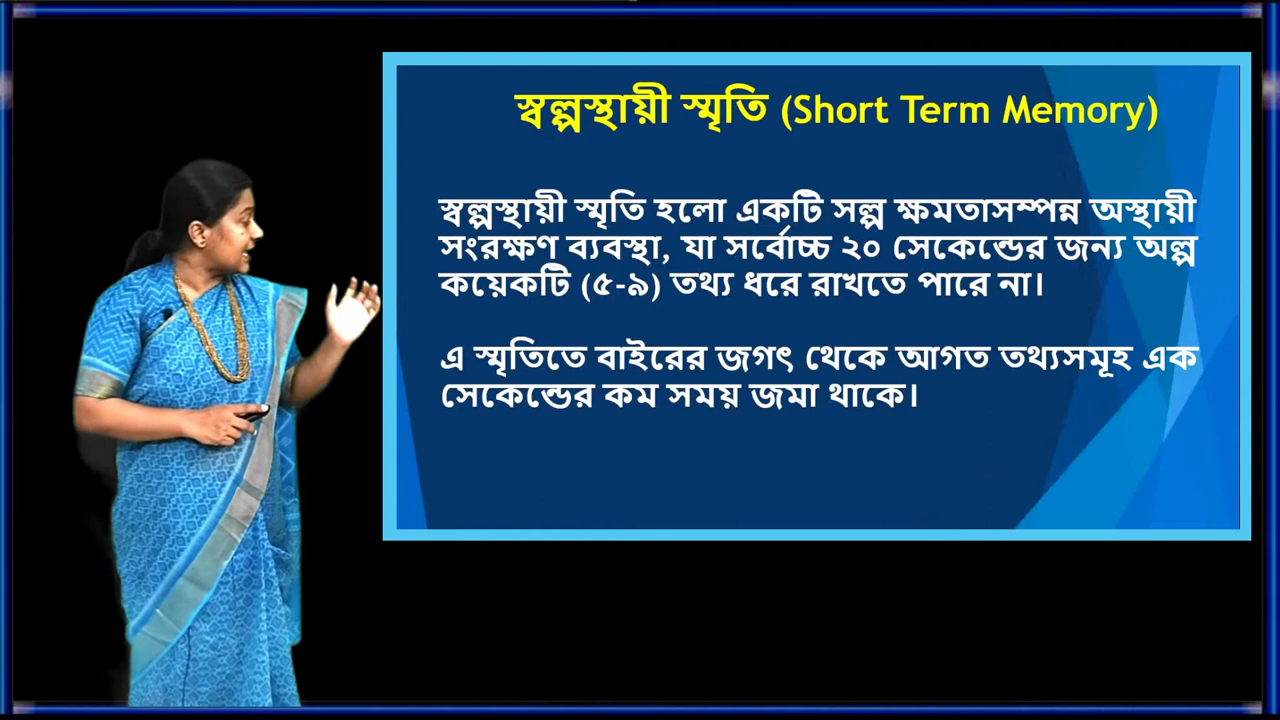 স্বল্পস্থায়ী স্মৃতি (Short Term Memory)
স্বল্পস্থায়ী স্মৃতি হলো একটি সল্প ক্ষমতাসম্পন্ন অস্থায়ী
সংরক্ষণ ব্যবস্থা, যা সর্বোচ্চ ২০ সেকেন্ডের জন্য অল্প
কয়েকটি (৫-৯) তথ্য ধরে রাখতে পারে না।
এ স্মৃতিতে বাইরের জগৎ থেকে আগত তথ্যসমূহ এক
সেকেন্ডের কম সময় জমা থাকে।